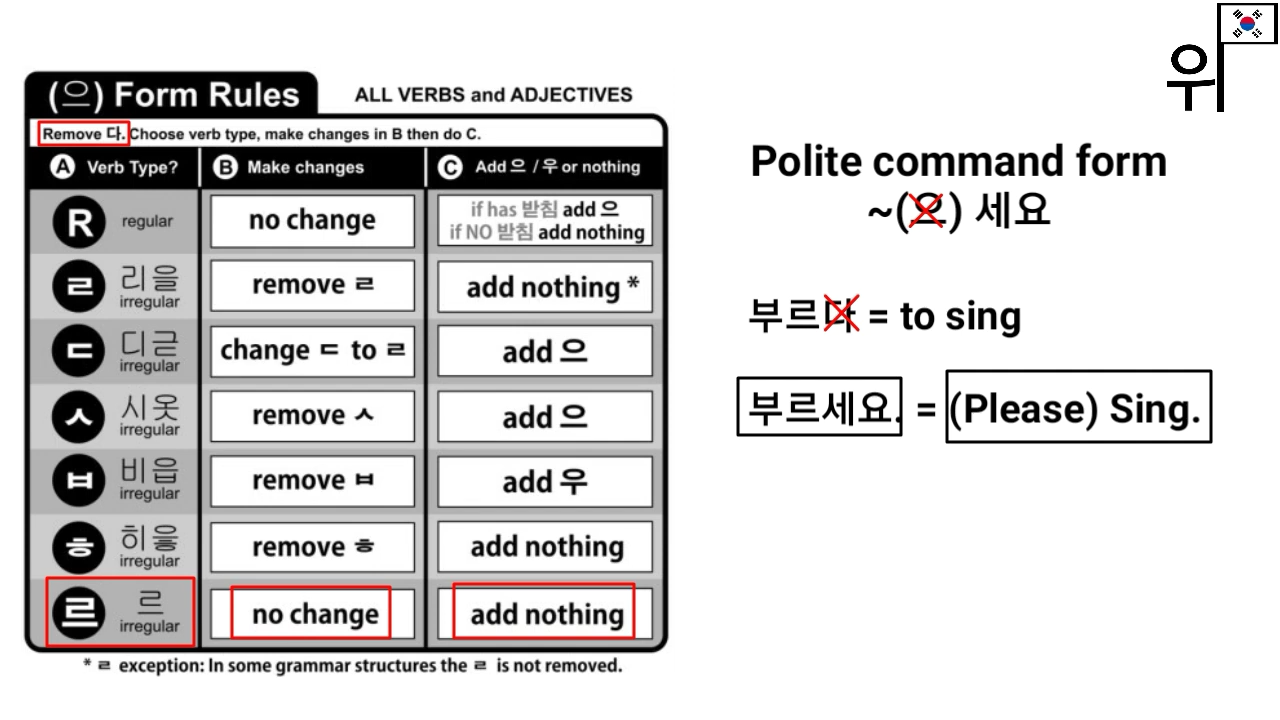 위
(으) Form Rules
ALL VERBS and ADJECTIVES
Remove 다. Choose verb type, make changes in B then do C.
A Verb Type?
B Make changes
C Add 으 / 우 or nothing
R regular
no change
if has 받침 add 으
if NO 받침 add nothing
ㄹ 리을 irregular
remove ㄹ
add nothing *
ㄷ 디귿 irregular
change ㄷ to ㄹ
add 으
ㅅ 시옷 irregular
remove ㅅ
add 으
ㅂ 비읍 irregular
remove ㅂ
add 우
ㅎ 히읗 irregular
remove ㅎ
add nothing
르 르 irregular
no change
add nothing
* ㄹ exception: In some grammar structures the ㄹ is not removed.
Polite command form
~(으) 세요
부르다 = to sing
부르세요. = (Please) Sing.